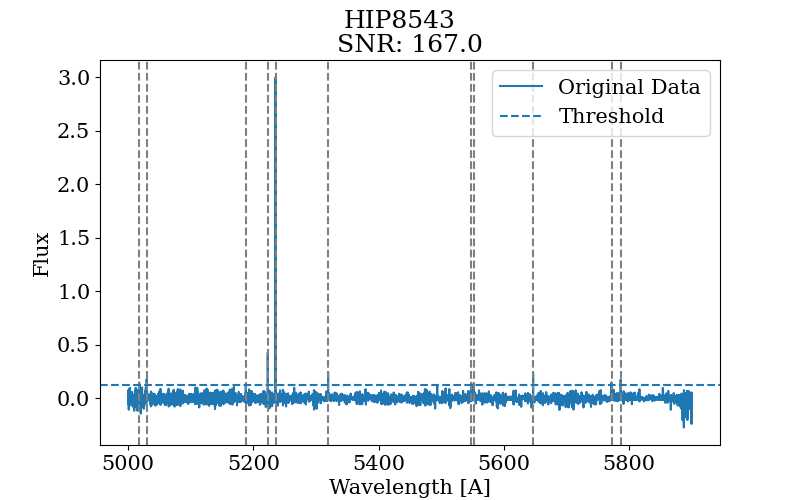 HIP8543
SNR: 167.0
Original Data
Threshold
Flux
3.0
2.5
2.0
1.5
1.0
0.5
0.0
5000 5200 5400 5600 5800
Wavelength [A]